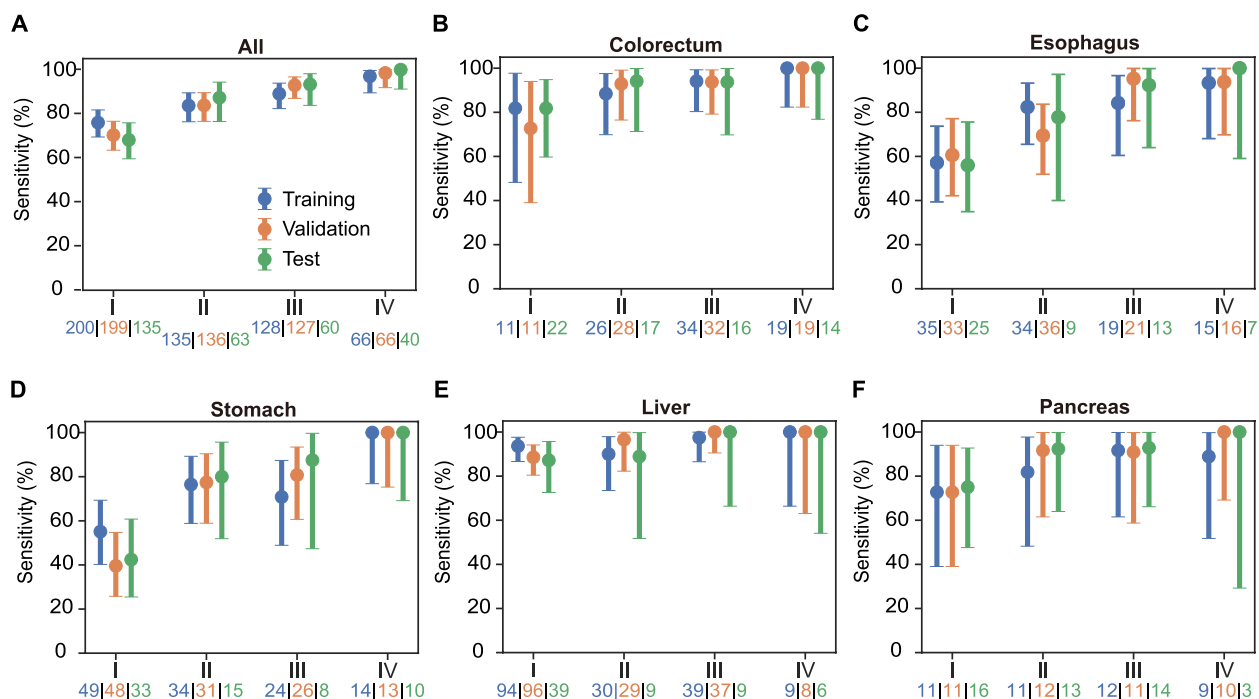 A
All
Sensitivity (%)
100
80
60
40
20
0
Training
Validation
Test
I II III IV
200|199|135 135|136|63 128|127|60 66|66|40
B
Colorectum
Sensitivity (%)
100
80
60
40
20
0
I II III IV
11|11|22 26|28|17 34|32|16 19|19|14
C
Esophagus
Sensitivity (%)
100
80
60
40
20
0
I II III IV
35|33|25 34|36|9 19|21|13 15|16|7
D
Stomach
Sensitivity (%)
100
80
60
40
20
0
I II III IV
49|48|33 34|31|15 24|26|8 14|13|10
E
Liver
Sensitivity (%)
100
80
60
40
20
0
I II III IV
94|96|39 30|29|9 39|37|9 9|8|6
F
Pancreas
Sensitivity (%)
100
80
60
40
20
0
I II III IV
11|11|16 11|12|13 12|11|14 9|10|3